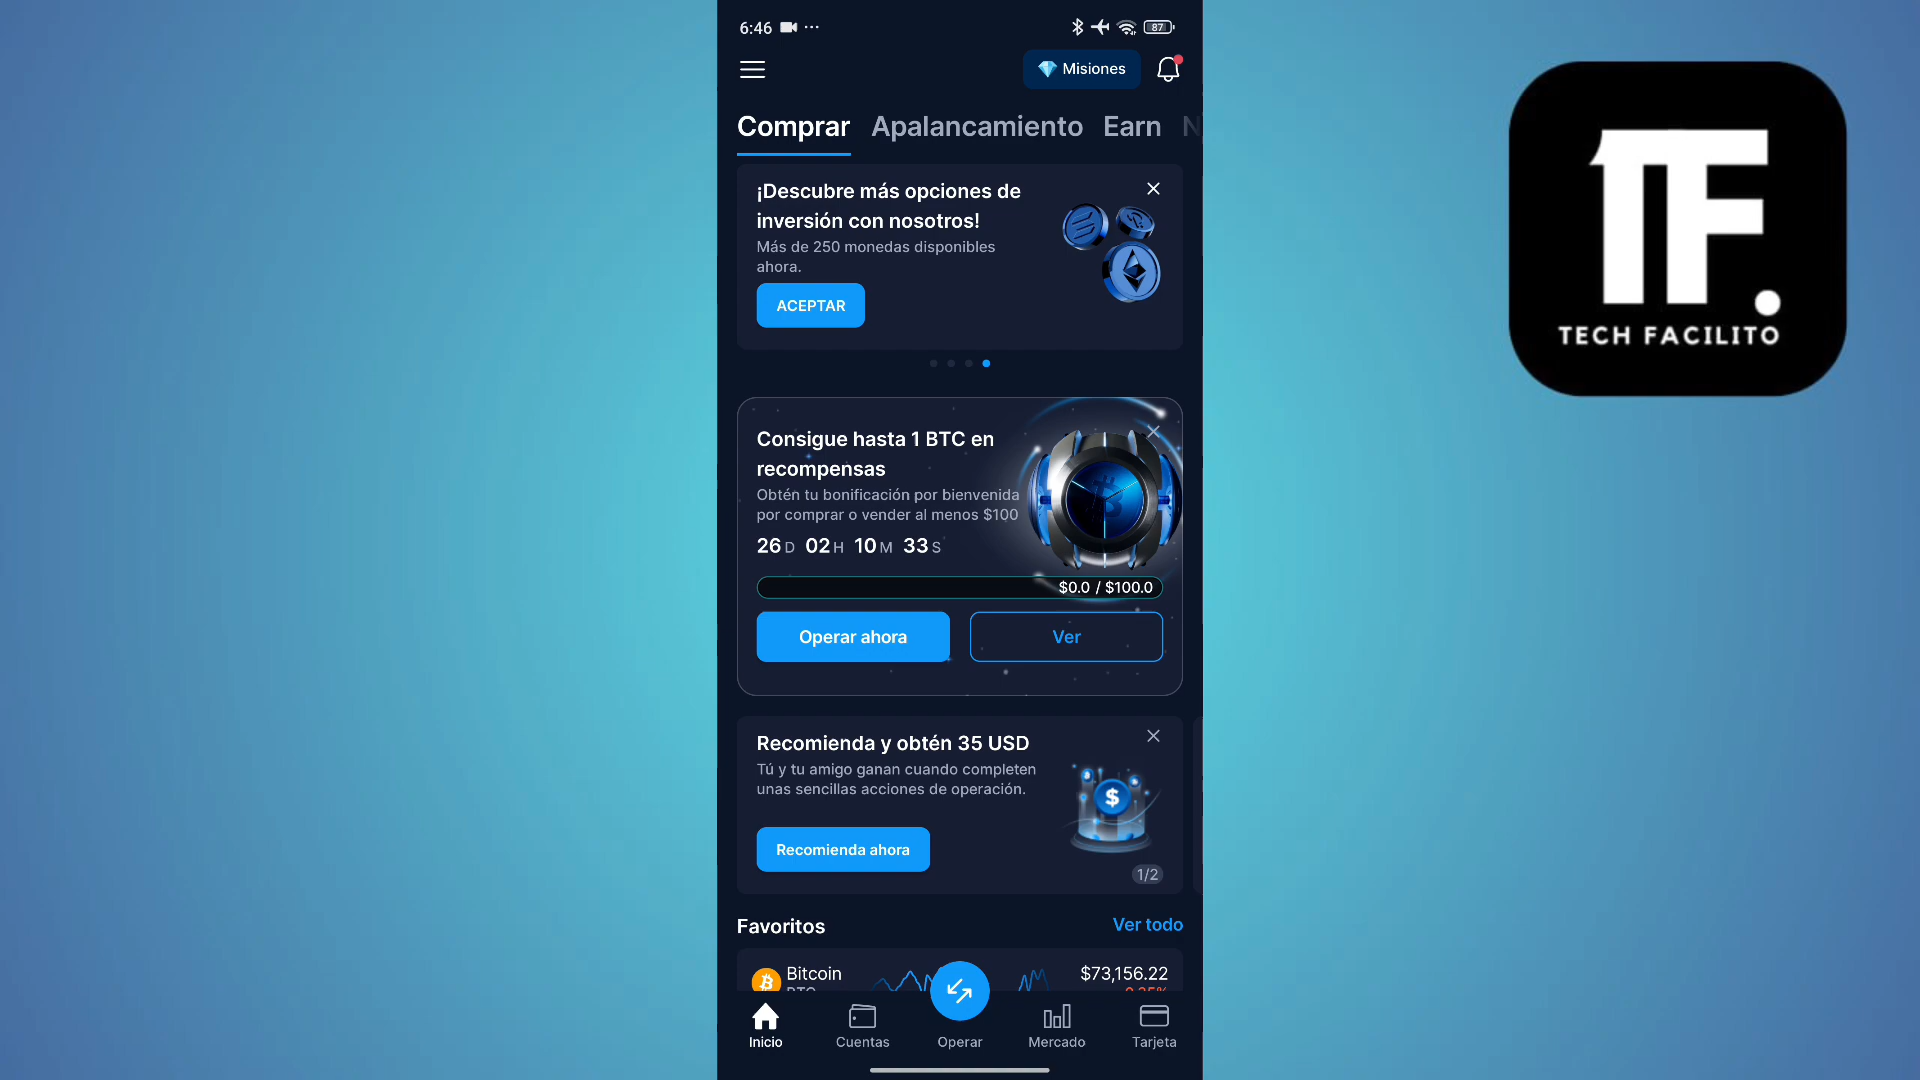 6:46
87
Misiones
Comprar Apalancamiento Earn
¡Descubre más opciones de
inversión con nosotros!
Más de 250 monedas disponibles
ahora.
ACEPTAR
Consigue hasta 1 BTC en
recompensas
Obtén tu bonificación por bienvenida
por comprar o vender al menos $100
26 D 02 H 10 M 33 S
$0.0 / $100.0
Operar ahora
Ver
Recomienda y obtén 35 USD
Tú y tu amigo ganan cuando completen
unas sencillas acciones de operación.
Recomienda ahora
1/2
Favoritos
Ver todo
Bitcoin
$73,156.22
Inicio
Cuentas
Operar
Mercado
Tarjeta
TF.
TECH FACILITO